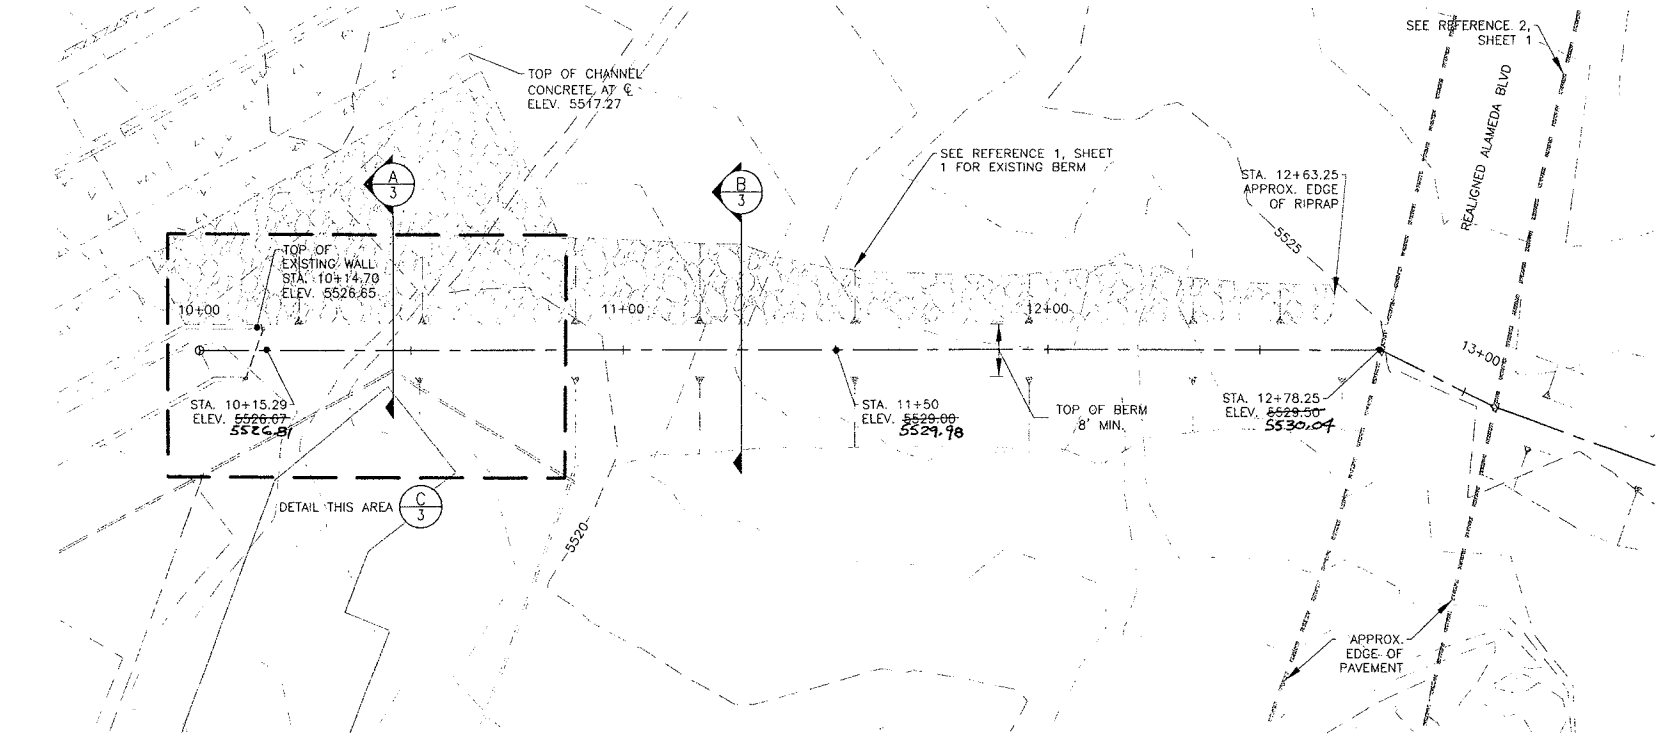 SEE REFERENCE 2,
SHEET 1
TOP OF CHANNEL
CONCRETE AT ℄
ELEV. 5517.27
REALIGNED ALAMEDA BLVD
SEE REFERENCE 1, SHEET
1 FOR EXISTING BERM
A
3
B
3
STA. 12+63.25
APPROX. EDGE
OF RIPRAP
5525
TOP OF
EXISTING WALL
STA. 10+14.70
ELEV. 5526.65
10+00
11+00
12+00
13+00
STA. 10+15.29
ELEV. 5526.67
5526.81
STA. 11+50
ELEV. 5529.00
5529.98
TOP OF BERM
8' MIN.
STA. 12+78.25
ELEV. 5529.50
5530.04
DETAIL THIS AREA
C
3
5520
APPROX.
EDGE OF
PAVEMENT